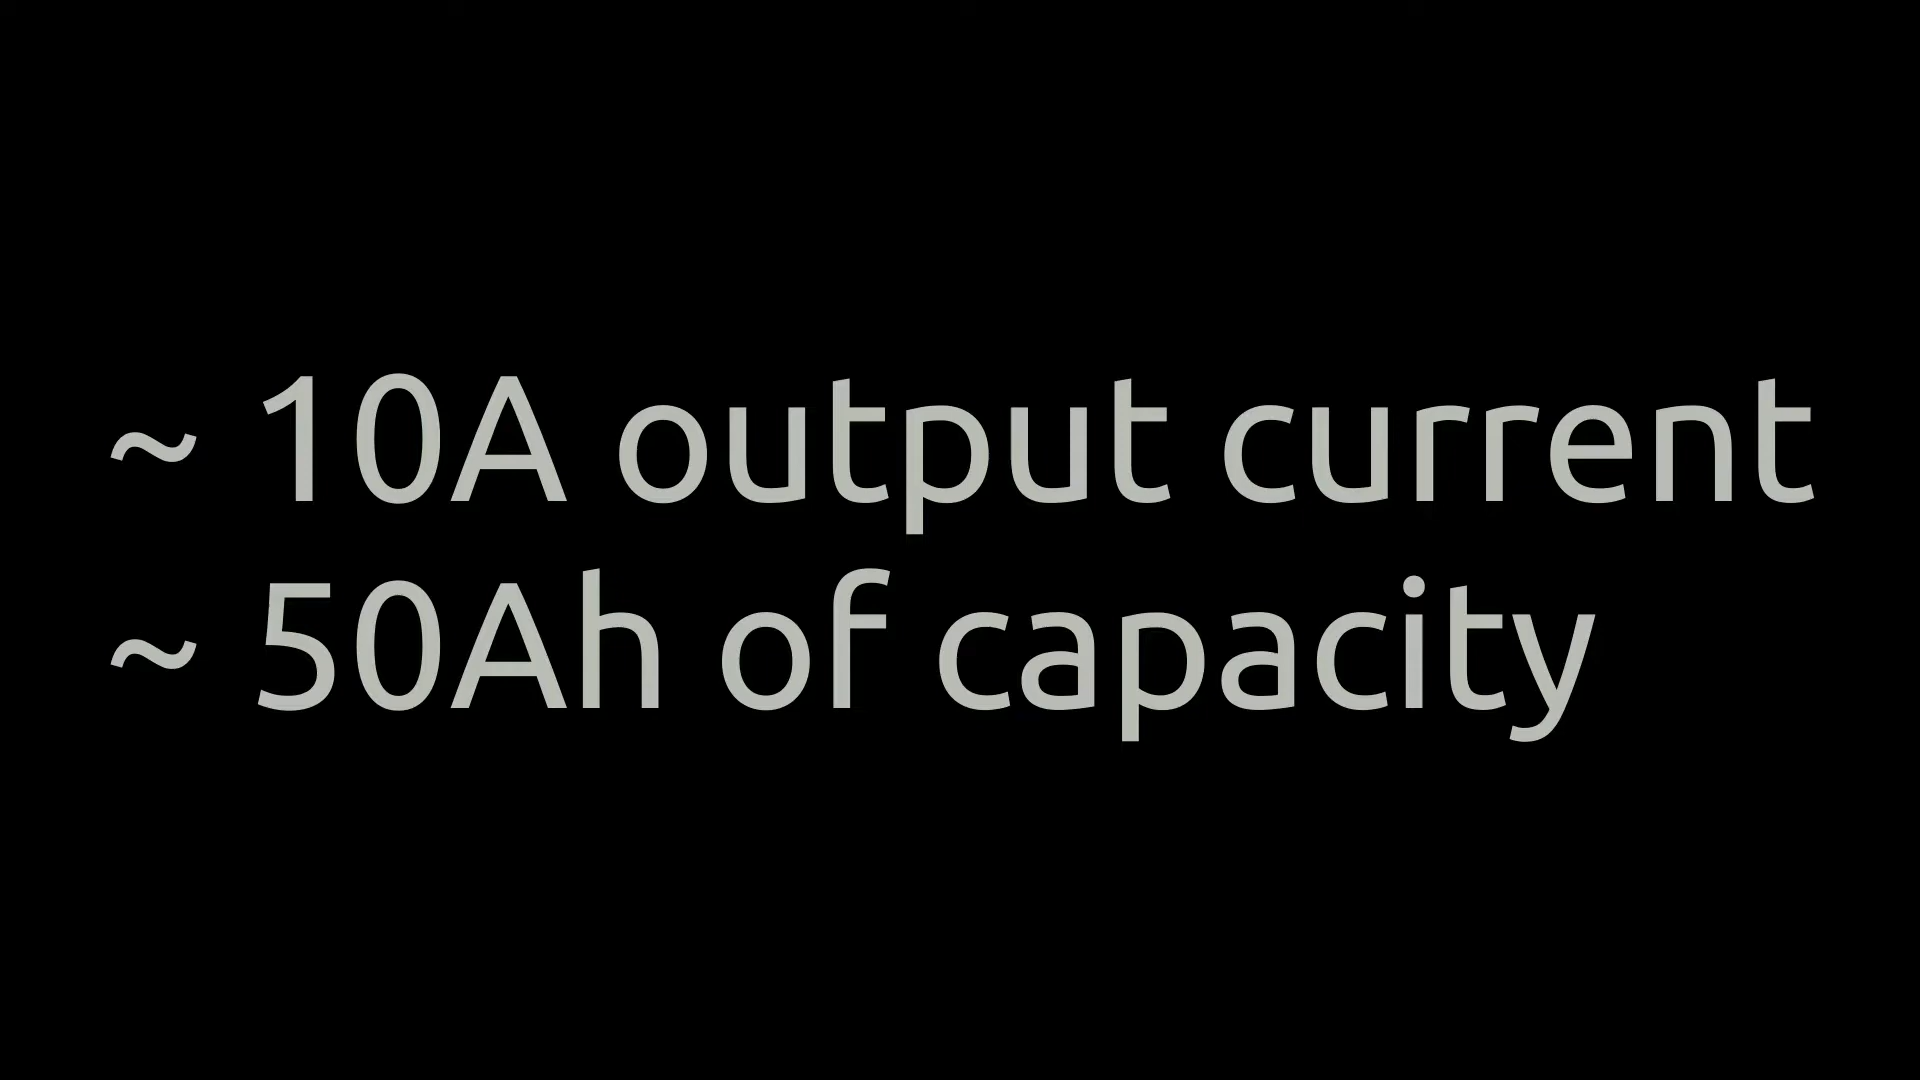 ~ 10A output current
~ 50Ah of capacity